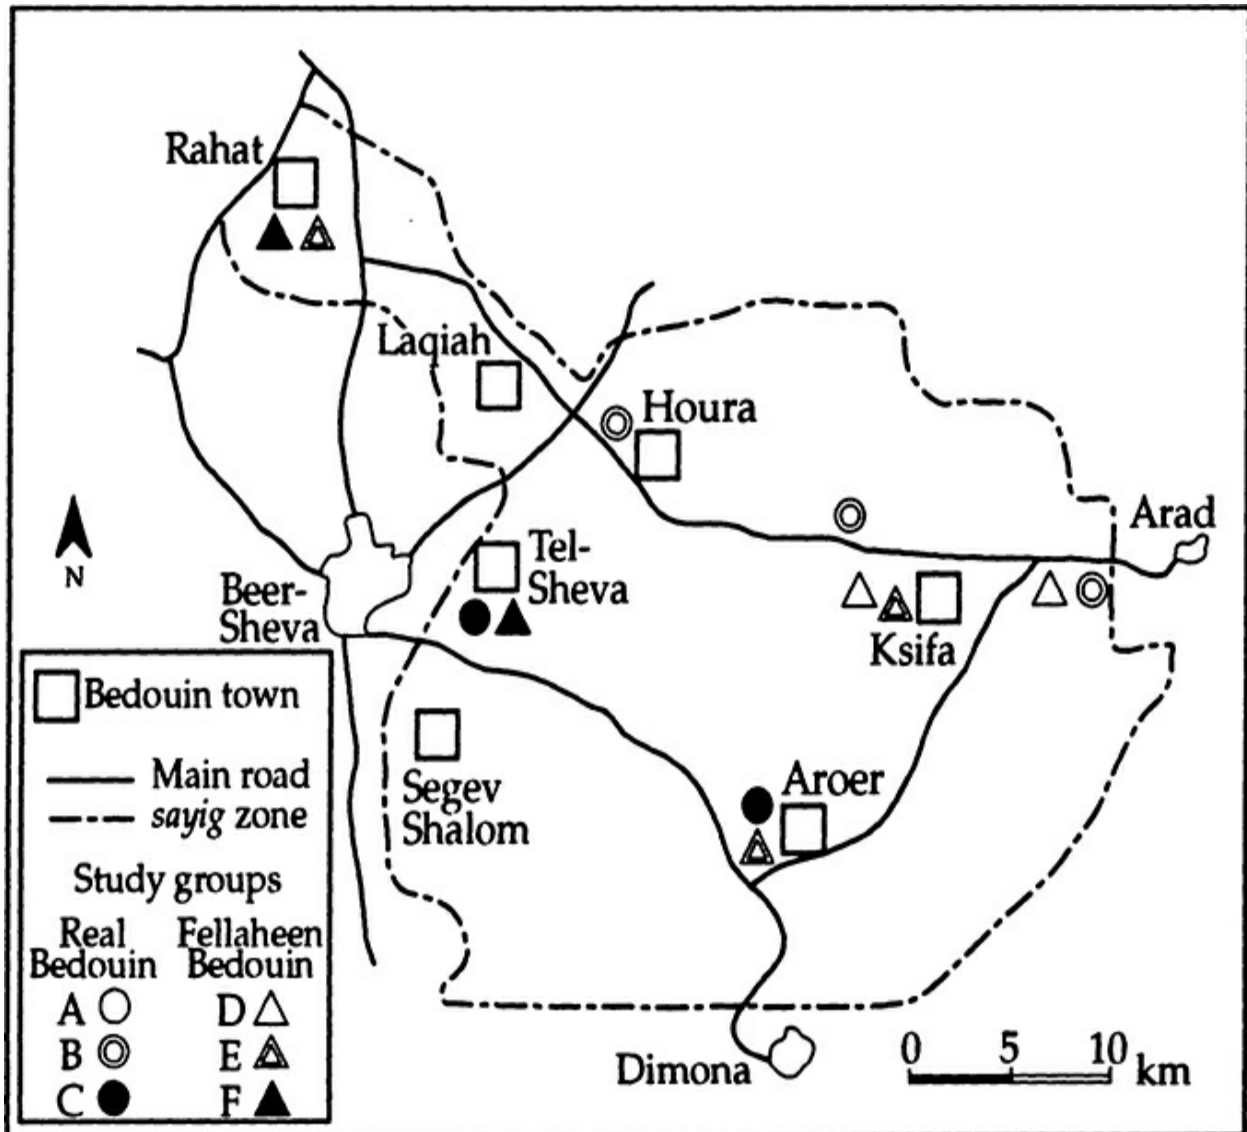 Rahat
Laqiah
Houra
Arad
N
Tel-
Sheva
Beer-
Sheva
Ksifa
Bedouin town
Main road
sayig zone
Segev
Shalom
Aroer
Study groups
Real Fellaheen
Bedouin Bedouin
A D
B E
C F
Dimona
0 5 10
km